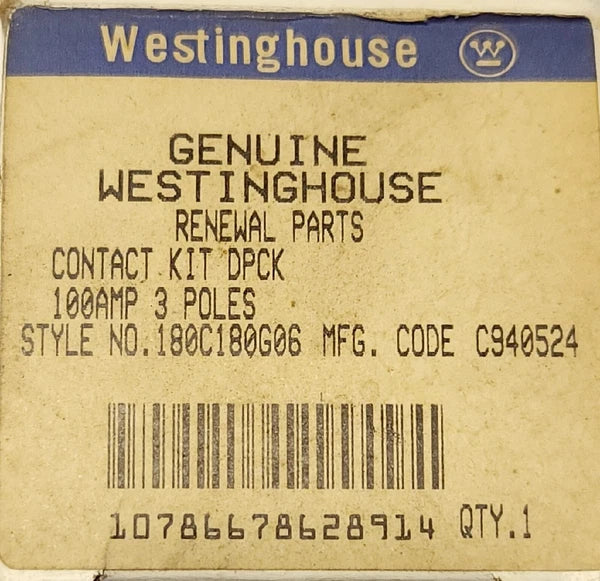 Westinghouse W
GENUINE
WESTINGHOUSE
RENEWAL PARTS
CONTACT KIT DPCK
100AMP 3 POLES
STYLE NO.180C180G06 MFG. CODE C940524
10786678628914 QTY.1